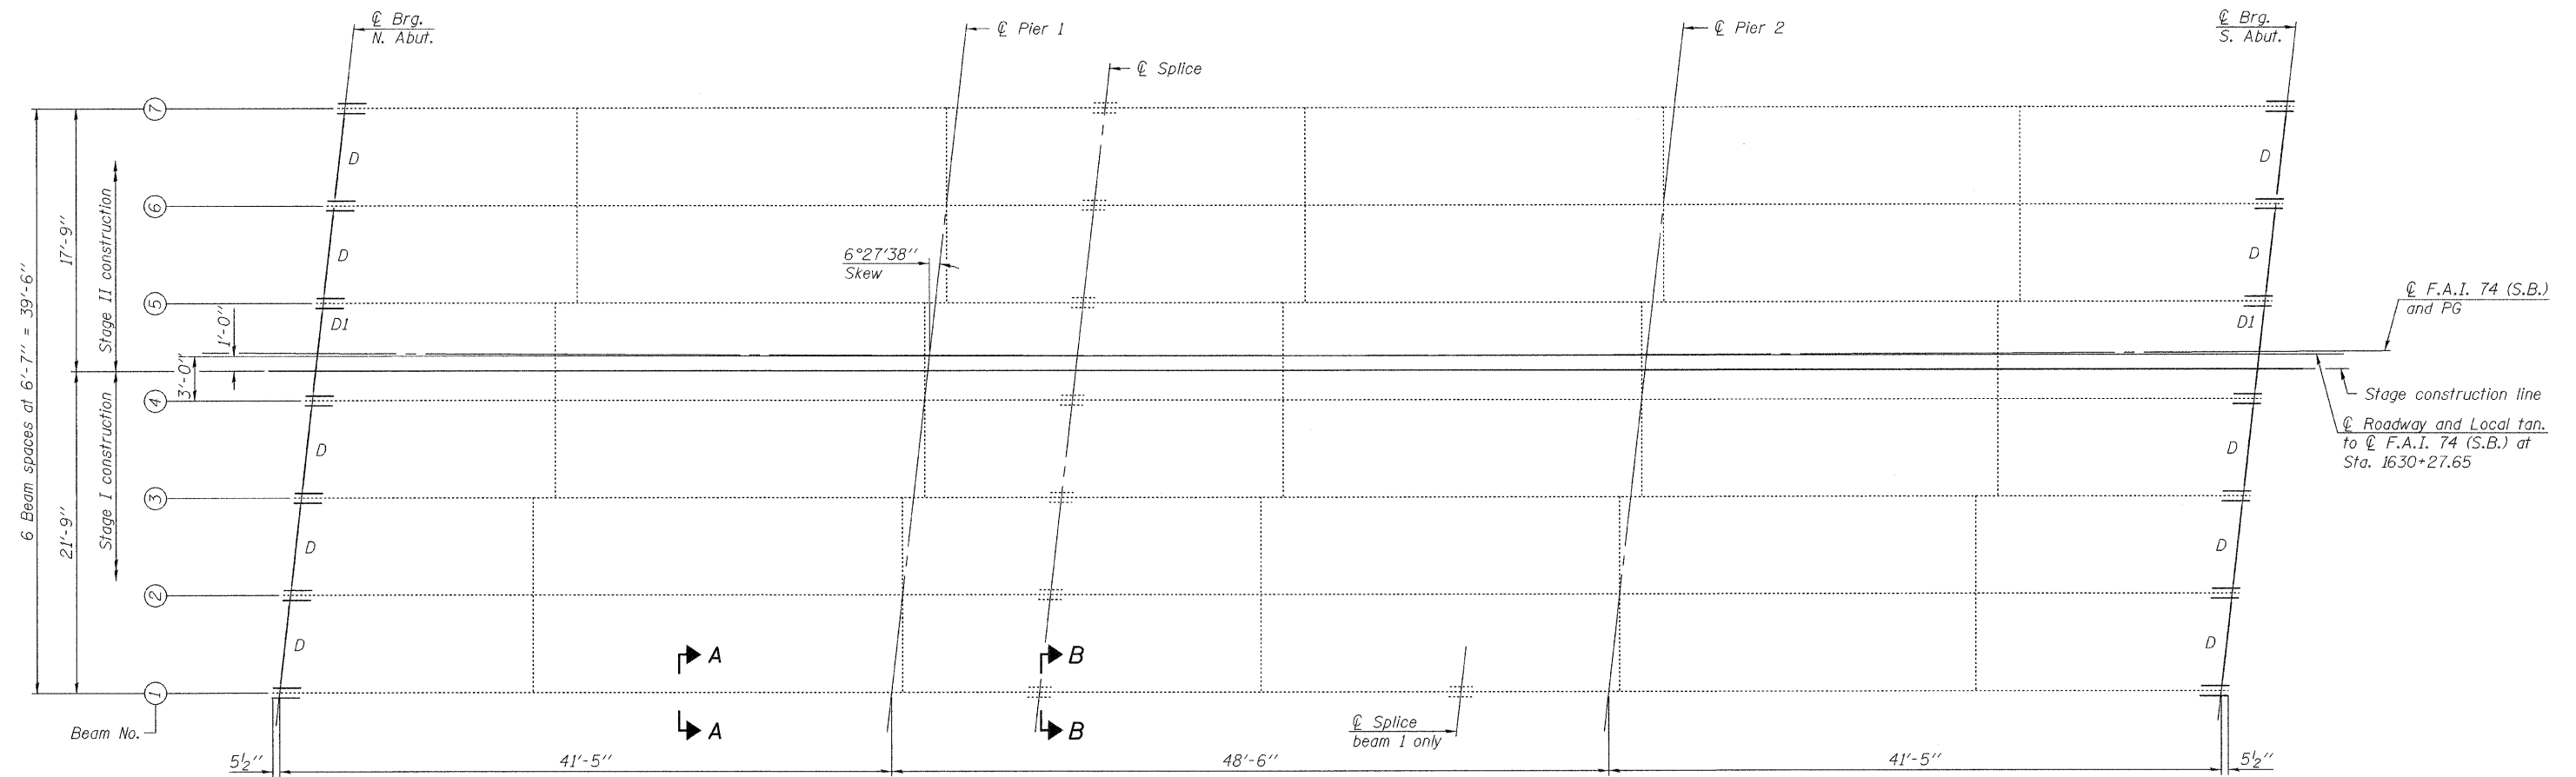 ℄ Brg.
N. Abut.
℄ Pier 1
℄ Splice
℄ Pier 2
℄ Brg.
S. Abut.
7
6
5
4
3
2
1
Beam No.
6 Beam spaces at 6'-7" = 39'-6"
17'-9"
21'-9"
Stage II construction
Stage I construction
1'-0"
3'-0"
D
D
D1
D
D
D
6°27'38"
Skew
D
D
D1
D
D
D
℄ F.A.I. 74 (S.B.)
and PG
Stage construction line
℄ Roadway and Local tan.
to ℄ F.A.I. 74 (S.B.) at
Sta. 1630+27.65
A
A
B
B
℄ Splice
beam 1 only
5½"
41'-5"
48'-6"
41'-5"
5½"